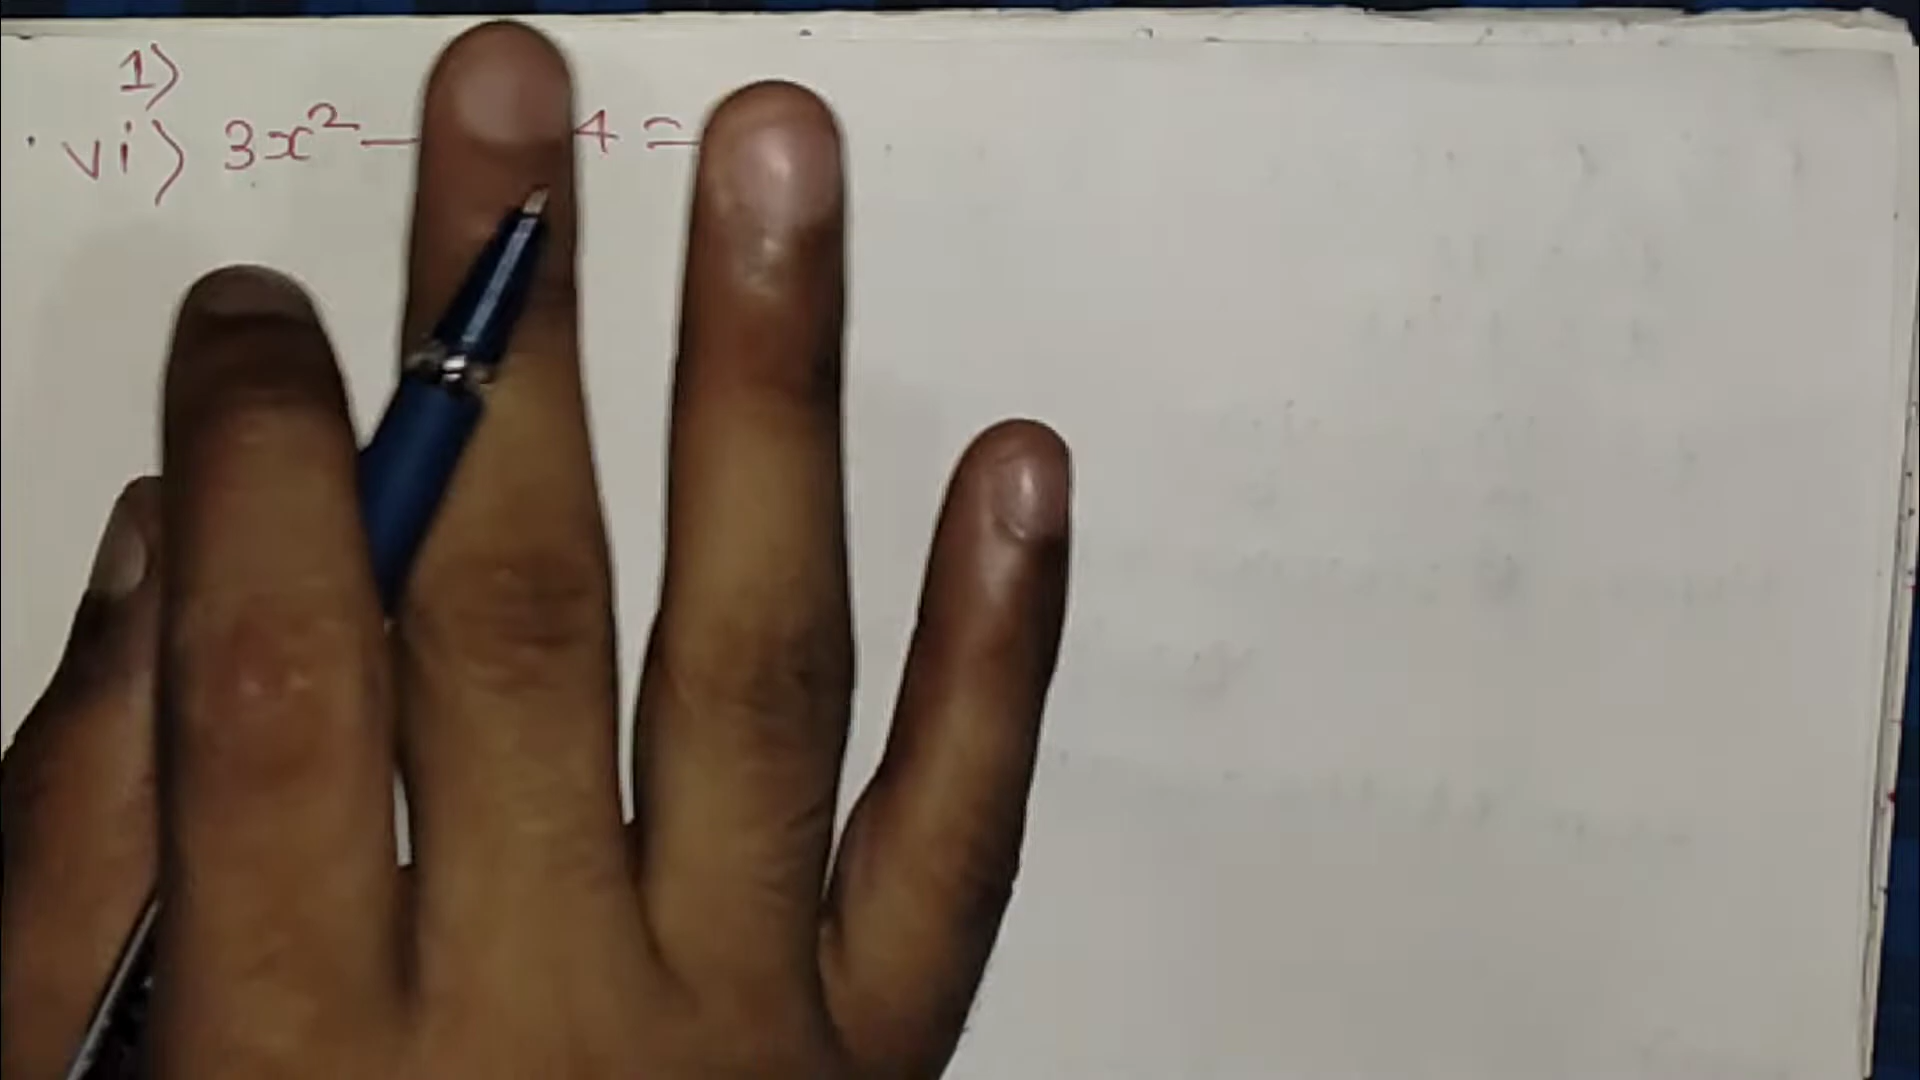 1)
vi) 3x² – 4 =